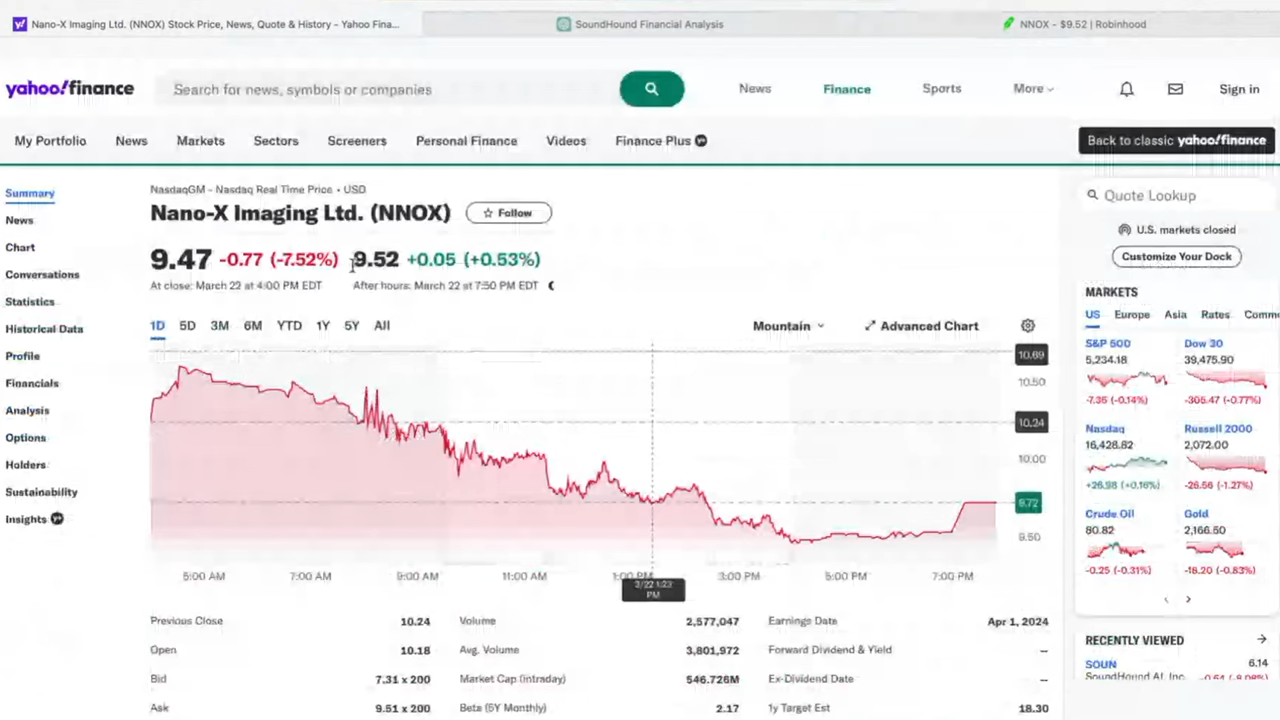 Nano-X Imaging Ltd. (NNOX) Stock Price, News, Quote & History - Yahoo Fina...
SoundHound Financial Analysis
NNOX - $9.52 | Robinhood
yahoo!finance
Search for news, symbols or companies
News
Finance
Sports
More
Sign in
My Portfolio
News
Markets
Sectors
Screeners
Personal Finance
Videos
Finance Plus
Back to classic yahoo!finance
Summary
News
Chart
Conversations
Statistics
Historical Data
Profile
Financials
Analysis
Options
Holders
Sustainability
Insights
NasdaqGM - Nasdaq Real Time Price • USD
Nano-X Imaging Ltd. (NNOX)
Follow
9.47 -0.77 (-7.52%)
9.52 +0.05 (+0.53%)
At close: March 22 at 4:00 PM EDT
After hours: March 22 at 7:50 PM EDT
1D 5D 3M 6M YTD 1Y 5Y All
Mountain
Advanced Chart
10.69
10.50
10.24
10.00
9.72
9.50
5:00 AM 7:00 AM 9:00 AM 11:00 AM 1:00 PM 3:00 PM 5:00 PM 7:00 PM
3/22 1:23
PM
Previous Close 10.24
Volume 2,577,047
Earnings Date Apr 1, 2024
Open 10.18
Avg. Volume 3,801,972
Forward Dividend & Yield --
Bid 7.31 x 200
Market Cap (intraday) 546.726M
Ex-Dividend Date --
Ask 9.51 x 200
Beta (5Y Monthly) 2.17
1y Target Est 18.30
Quote Lookup
U.S. markets closed
Customize Your Dock
MARKETS
US Europe Asia Rates Comm
S&P 500
5,234.18
-7.35 (-0.14%)
Dow 30
39,475.90
-305.47 (-0.77%)
Nasdaq
16,428.82
+26.98 (+0.16%)
Russell 2000
2,072.00
-26.56 (-1.27%)
Crude Oil
80.82
-0.25 (-0.31%)
Gold
2,166.50
-18.20 (-0.83%)
RECENTLY VIEWED
SOUN 6.14
SoundHound AI, Inc.